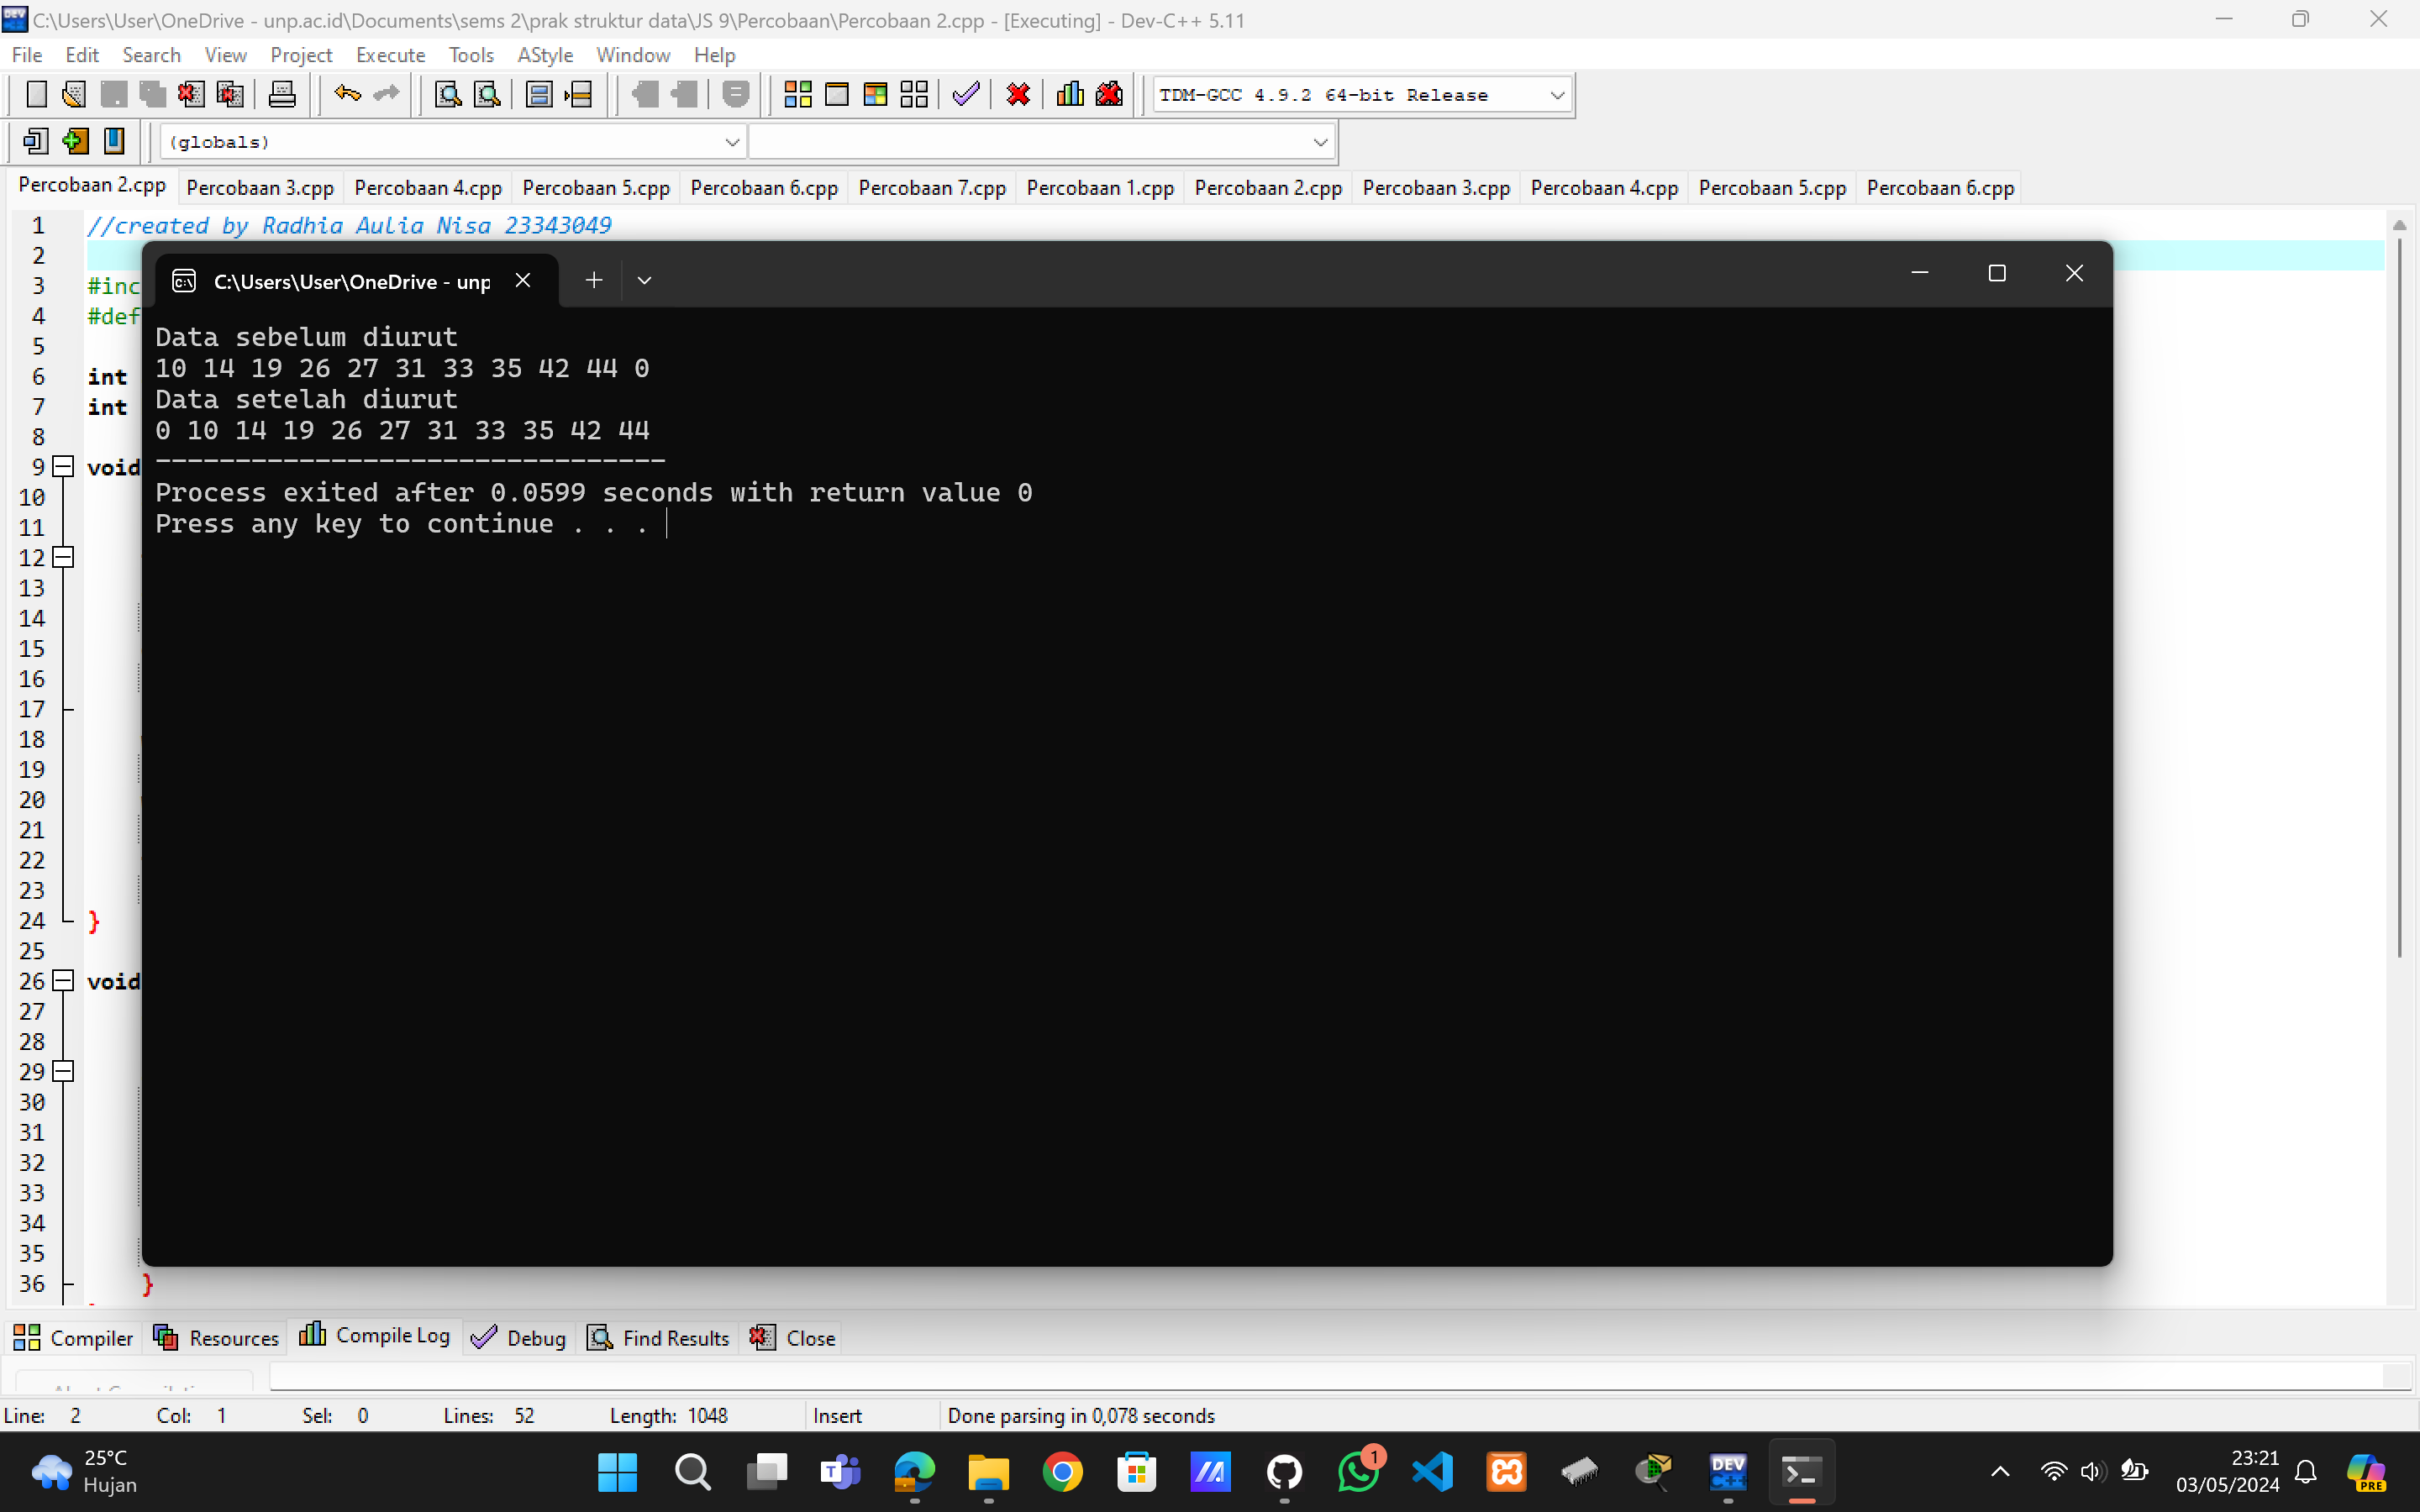 C:\Users\User\OneDrive - unp.ac.id\Documents\sems 2\prak struktur data\JS 9\Percobaan\Percobaan 2.cpp - [Executing] - Dev-C++ 5.11
File Edit Search View Project Execute Tools AStyle Window Help
TDM-GCC 4.9.2 64-bit Release
(globals)
Percobaan 2.cpp Percobaan 3.cpp Percobaan 4.cpp Percobaan 5.cpp Percobaan 6.cpp Percobaan 7.cpp Percobaan 1.cpp Percobaan 2.cpp Percobaan 3.cpp Percobaan 4.cpp Percobaan 5.cpp Percobaan 6.cpp
1 //created by Radhia Aulia Nisa 23343049
2
3 #inc
4 #def
5
6 int
7 int
8
9 void
10
11
12
13
14
15
16
17
18
19
20
21
22
23
24 }
25
26 void
27
28
29
30
31
32
33
34
35
36 }
C:\Users\User\OneDrive - unp
Data sebelum diurut
10 14 19 26 27 31 33 35 42 44 0
Data setelah diurut
0 10 14 19 26 27 31 33 35 42 44
--------------------------------
Process exited after 0.0599 seconds with return value 0
Press any key to continue . . .
Compiler Resources Compile Log Debug Find Results Close
Line: 2 Col: 1 Sel: 0 Lines: 52 Length: 1048 Insert Done parsing in 0,078 seconds
25°C
Hujan
1
DEV C++
23:21
03/05/2024
PRE